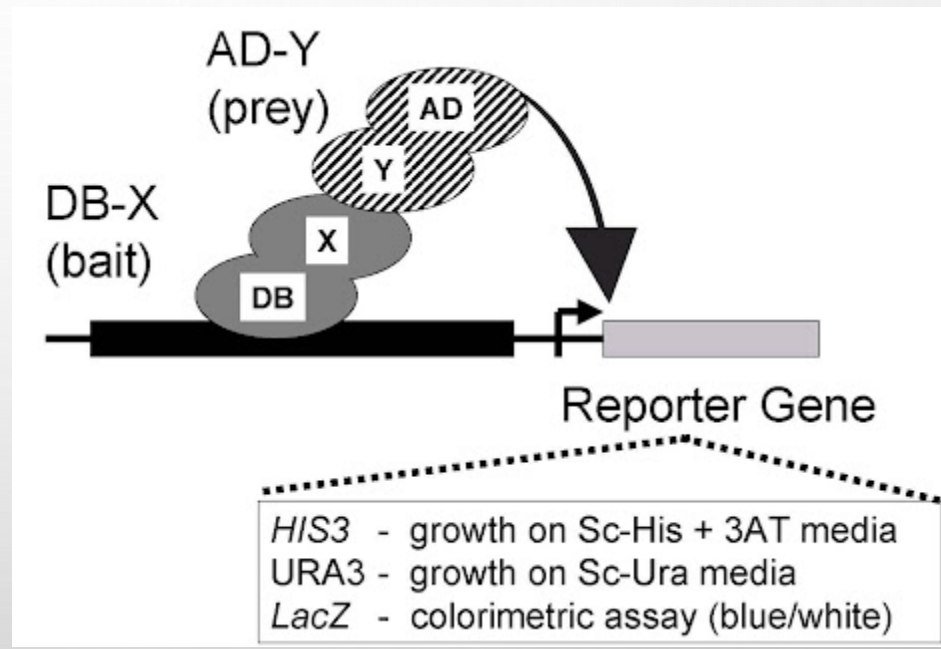 AD-Y
(prey)
AD
Y
DB-X
(bait)
X
DB
Reporter Gene
HIS3 - growth on Sc-His + 3AT media
URA3 - growth on Sc-Ura media
LacZ - colorimetric assay (blue/white)